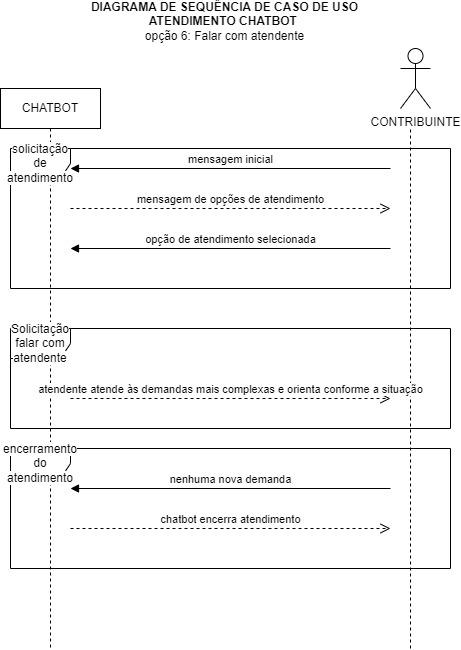 DIAGRAMA DE SEQUÊNCIA DE CASO DE USO
ATENDIMENTO CHATBOT
opção 6: Falar com atendente
CHATBOT
CONTRIBUINTE
solicitação
de
atendimento
mensagem inicial
mensagem de opções de atendimento
opção de atendimento selecionada
Solicitação
falar com
atendente
atendente atende às demandas mais complexas e orienta conforme a situação
encerramento
do
atendimento
nenhuma nova demanda
chatbot encerra atendimento